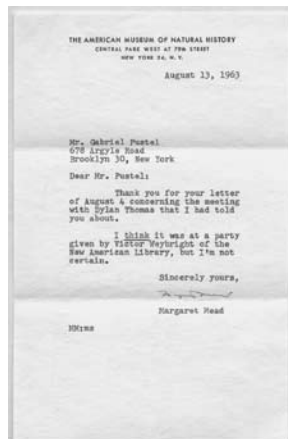 THE AMERICAN MUSEUM OF NATURAL HISTORY
CENTRAL PARK WEST AT 79TH STREET
NEW YORK 24, N. Y.
August 13, 1963
Mr. Gabriel Pustel
678 Argyle Road
Brooklyn 30, New York
Dear Mr. Pustel:
Thank you for your letter
of August 4 concerning the meeting
with Dylan Thomas that I had told
you about.
I think it was at a party
given by Victor Weybright of the
New American Library, but I'm not
certain.
Sincerely yours,
Margaret Mead
MM:ms